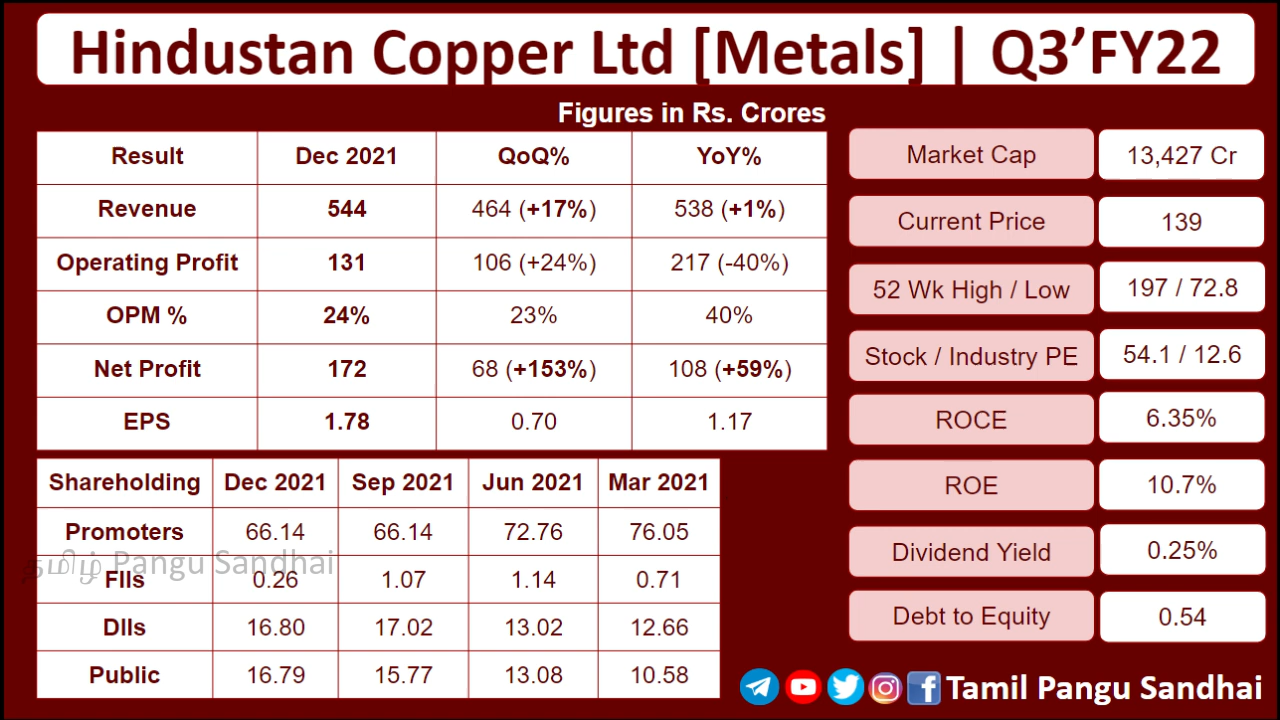 Hindustan Copper Ltd [Metals] | Q3’FY22
Figures in Rs. Crores
Result Dec 2021 QoQ% YoY%
Revenue 544 464 (+17%) 538 (+1%)
Operating Profit 131 106 (+24%) 217 (-40%)
OPM % 24% 23% 40%
Net Profit 172 68 (+153%) 108 (+59%)
EPS 1.78 0.70 1.17
Market Cap 13,427 Cr
Current Price 139
52 Wk High / Low 197 / 72.8
Stock / Industry PE 54.1 / 12.6
ROCE 6.35%
ROE 10.7%
Dividend Yield 0.25%
Debt to Equity 0.54
Shareholding Dec 2021 Sep 2021 Jun 2021 Mar 2021
Promoters 66.14 66.14 72.76 76.05
தமிழ் Pangu Sandhai
FIIs 0.26 1.07 1.14 0.71
DIIs 16.80 17.02 13.02 12.66
Public 16.79 15.77 13.08 10.58
Tamil Pangu Sandhai